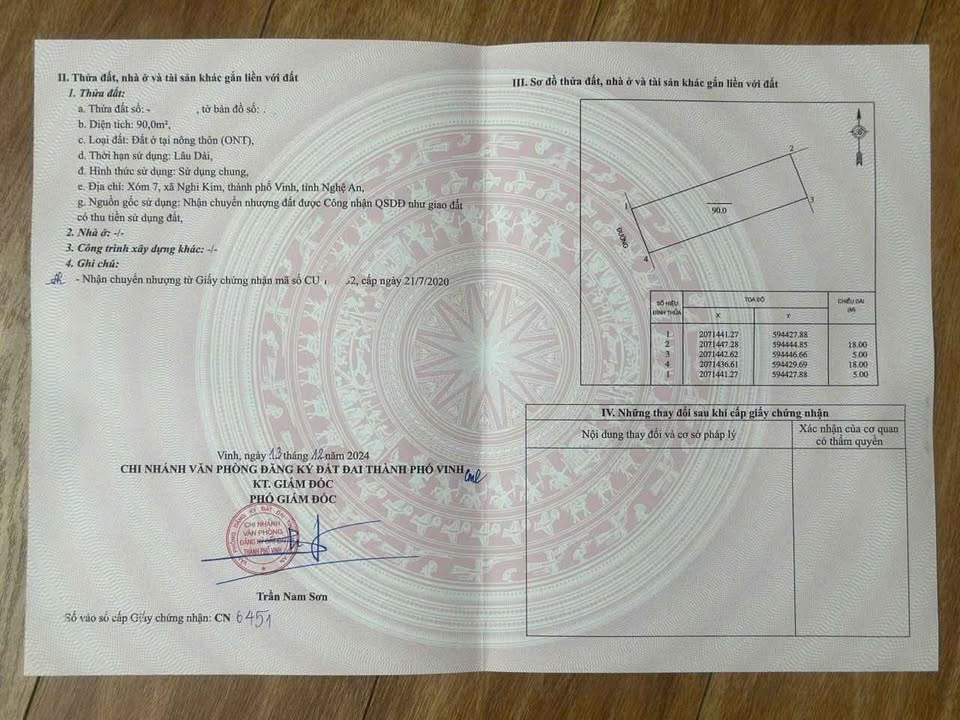 II. Thửa đất, nhà ở và tài sản khác gắn liền với đất
1. Thửa đất:
a. Thửa đất số: - , tờ bản đồ số: .
b. Diện tích: 90,0m²,
c. Loại đất: Đất ở tại nông thôn (ONT),
d. Thời hạn sử dụng: Lâu Dài,
đ. Hình thức sử dụng: Sử dụng chung,
e. Địa chỉ: Xóm 7, xã Nghi Kim, thành phố Vinh, tỉnh Nghệ An,
g. Nguồn gốc sử dụng: Nhận chuyển nhượng đất được Công nhận QSDĐ như giao đất
có thu tiền sử dụng đất,
2. Nhà ở: -/-
3. Công trình xây dựng khác: -/-
4. Ghi chú:
- Nhận chuyển nhượng từ Giấy chứng nhận mã số CU 2, cấp ngày 21/7/2020
Vinh, ngày 13 tháng 12 năm 2024
CHI NHÁNH VĂN PHÒNG ĐĂNG KÝ ĐẤT ĐAI THÀNH PHỐ VINH
KT. GIÁM ĐỐC
PHÓ GIÁM ĐỐC
CHI NHÁNH
VĂN PHÒNG
ĐĂNG KÝ ĐẤT ĐAI
THÀNH PHỐ VINH
Trần Nam Sơn
Số vào sổ cấp Giấy chứng nhận: CN 6451
III. Sơ đồ thửa đất, nhà ở và tài sản khác gắn liền với đất
2
1
90.0
3
ĐƯỜNG
4
SỐ HIỆU ĐỈNH THỬA TỌA ĐỘ CHIỀU DÀI (M)
X Y
1 2071441.27 594427.88
2 2071447.28 594444.85 18.00
3 2071442.62 594446.66 5.00
4 2071436.61 594429.69 18.00
1 2071441.27 594427.88 5.00
IV. Những thay đổi sau khi cấp giấy chứng nhận
Nội dung thay đổi và cơ sở pháp lý Xác nhận của cơ quan
có thẩm quyền